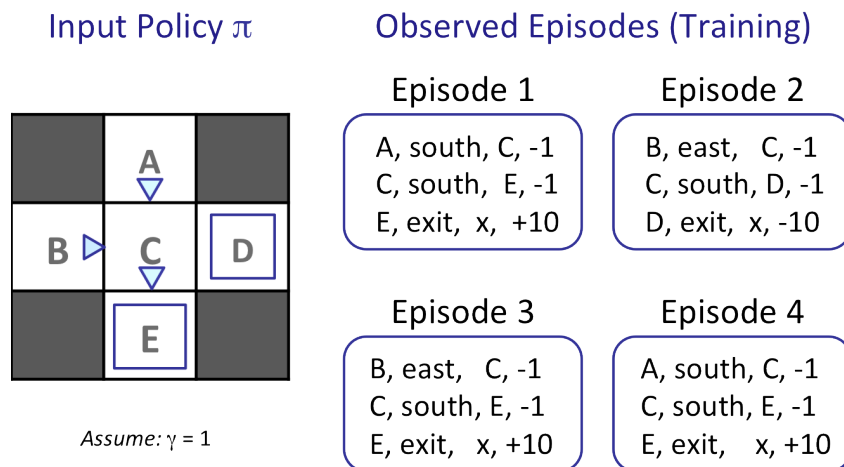 Input Policy π
Observed Episodes (Training)
A
B
C
D
E
Assume: γ = 1
Episode 1
A, south, C, -1
C, south, E, -1
E, exit, x, +10
Episode 2
B, east, C, -1
C, south, D, -1
D, exit, x, -10
Episode 3
B, east, C, -1
C, south, E, -1
E, exit, x, +10
Episode 4
A, south, C, -1
C, south, E, -1
E, exit, x, +10